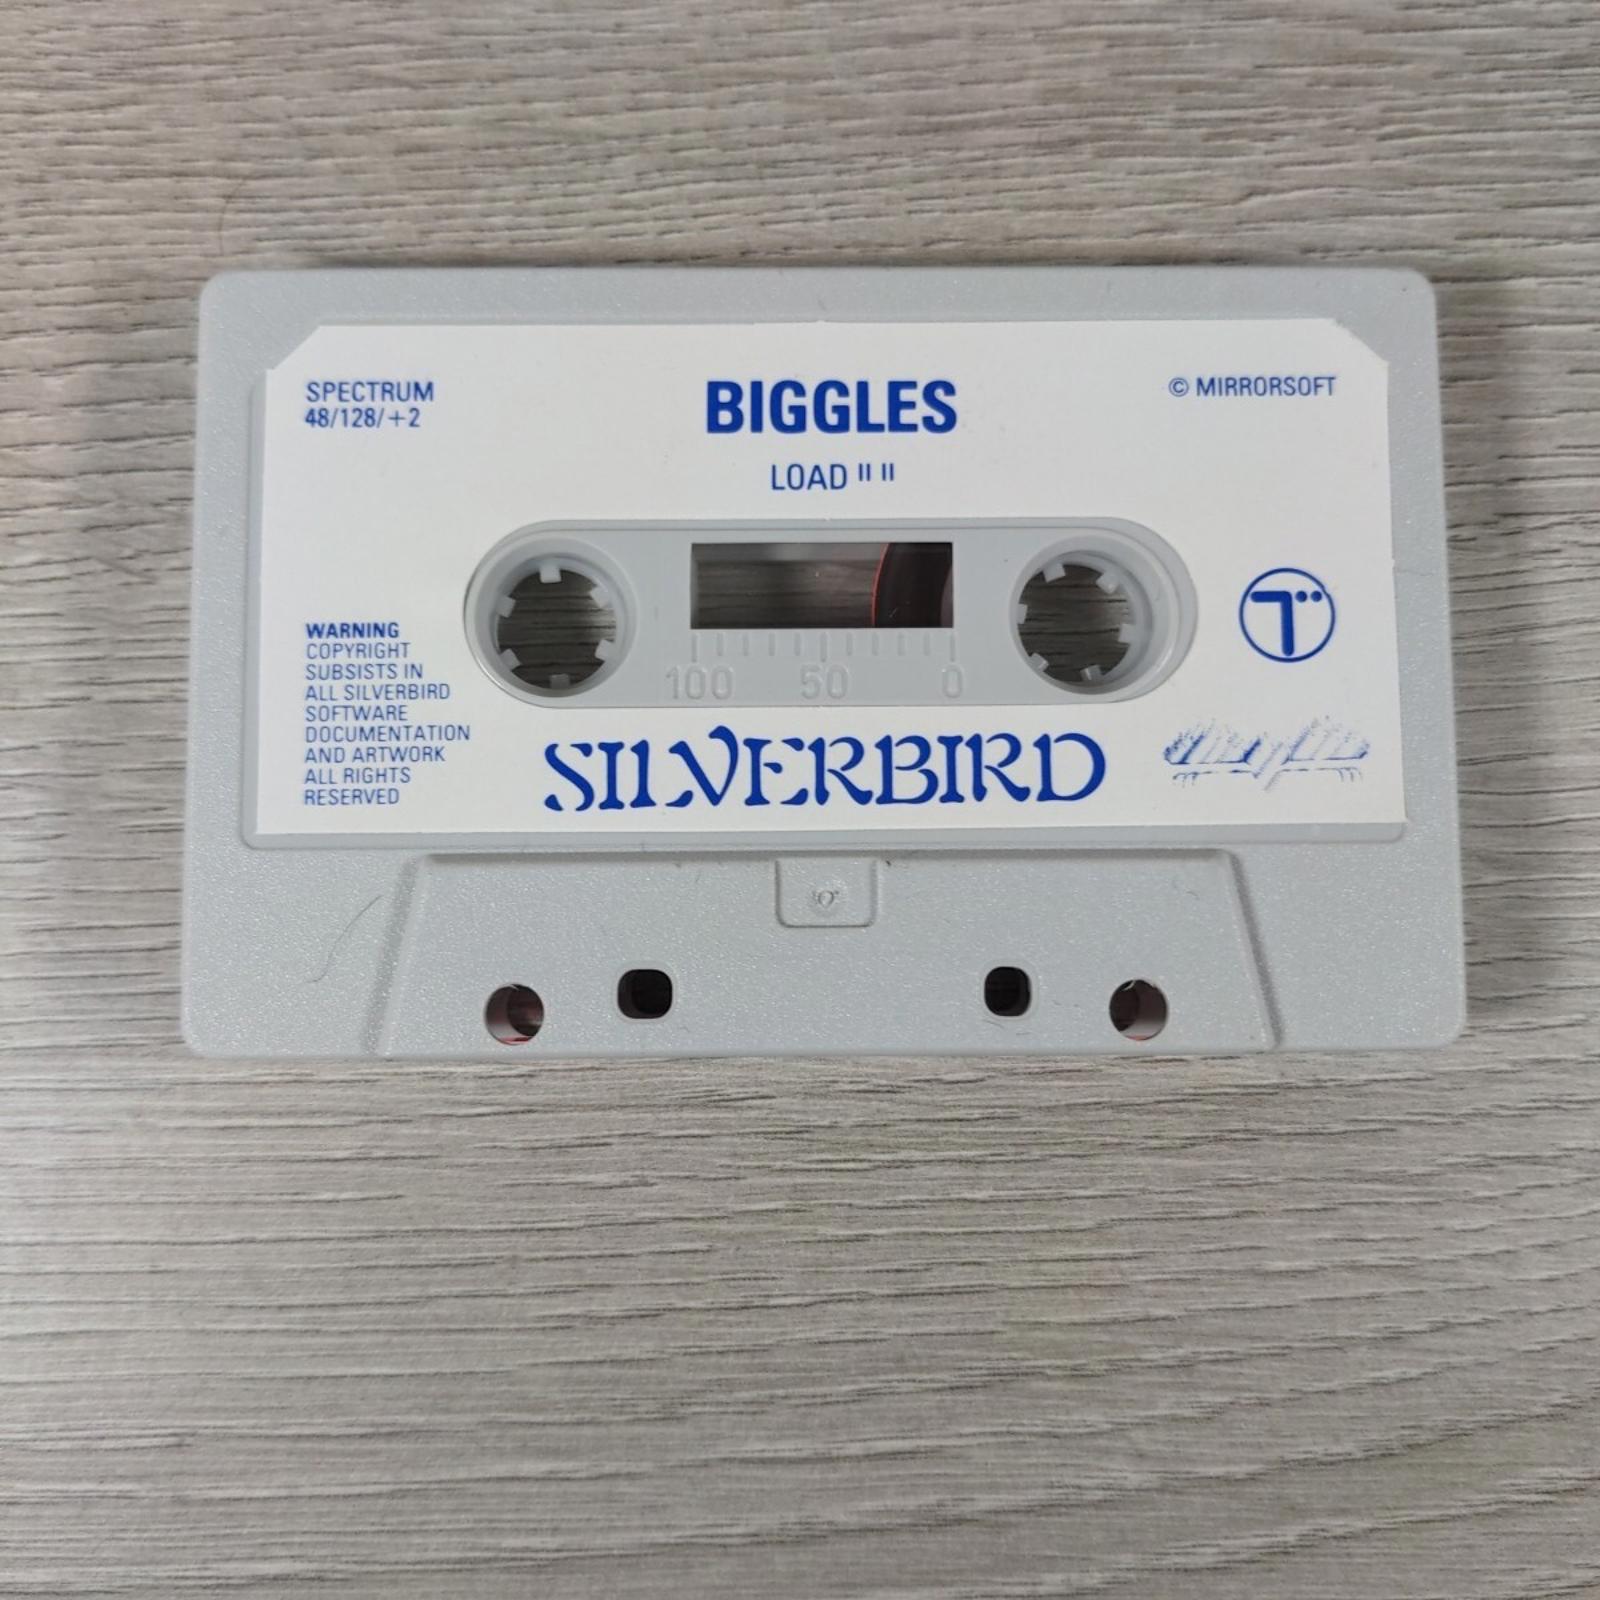 SPECTRUM
48/128/+2
BIGGLES
LOAD " "
© MIRRORSOFT
WARNING
COPYRIGHT
SUBSISTS IN
ALL SILVERBIRD
SOFTWARE
DOCUMENTATION
AND ARTWORK
ALL RIGHTS
RESERVED
100 50 0
SILVERBIRD